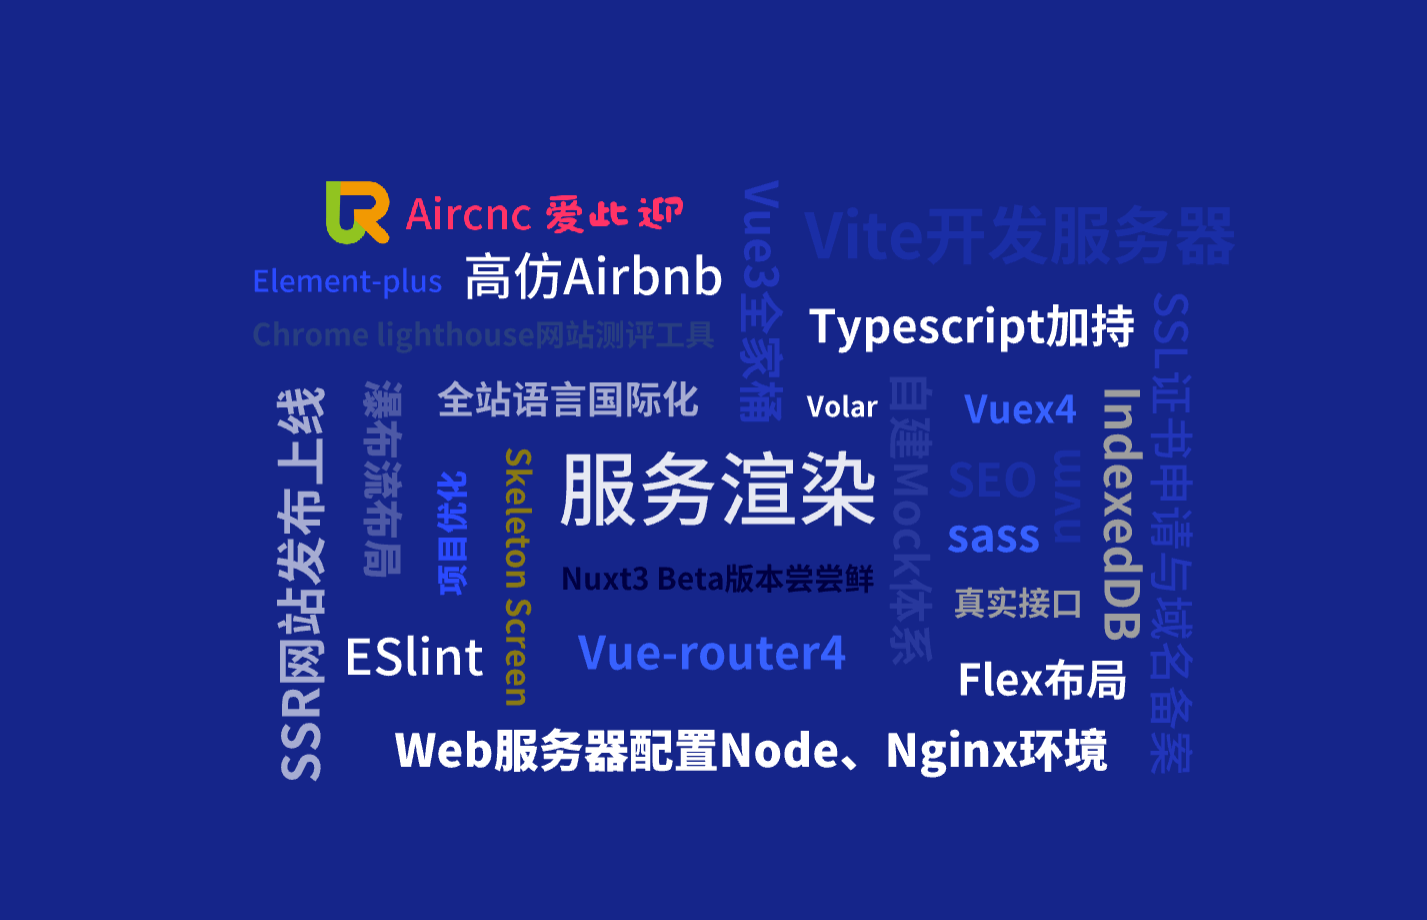 Aircnc 爱此迎
Element-plus
高仿Airbnb
Chrome lighthouse网站测评工具
Vue3全家桶
Vite开发服务器
Typescript加持
SSL证书申请与域名备案
SSR网站发布上线
瀑布流布局
全站语言国际化
Volar
自建Mock体系
Vuex4
IndexedDB
项目优化
Skeleton Screen
服务渲染
SEO
nvm
sass
Nuxt3 Beta版本尝尝鲜
真实接口
ESlint
Vue-router4
Flex布局
Web服务器配置Node、Nginx环境